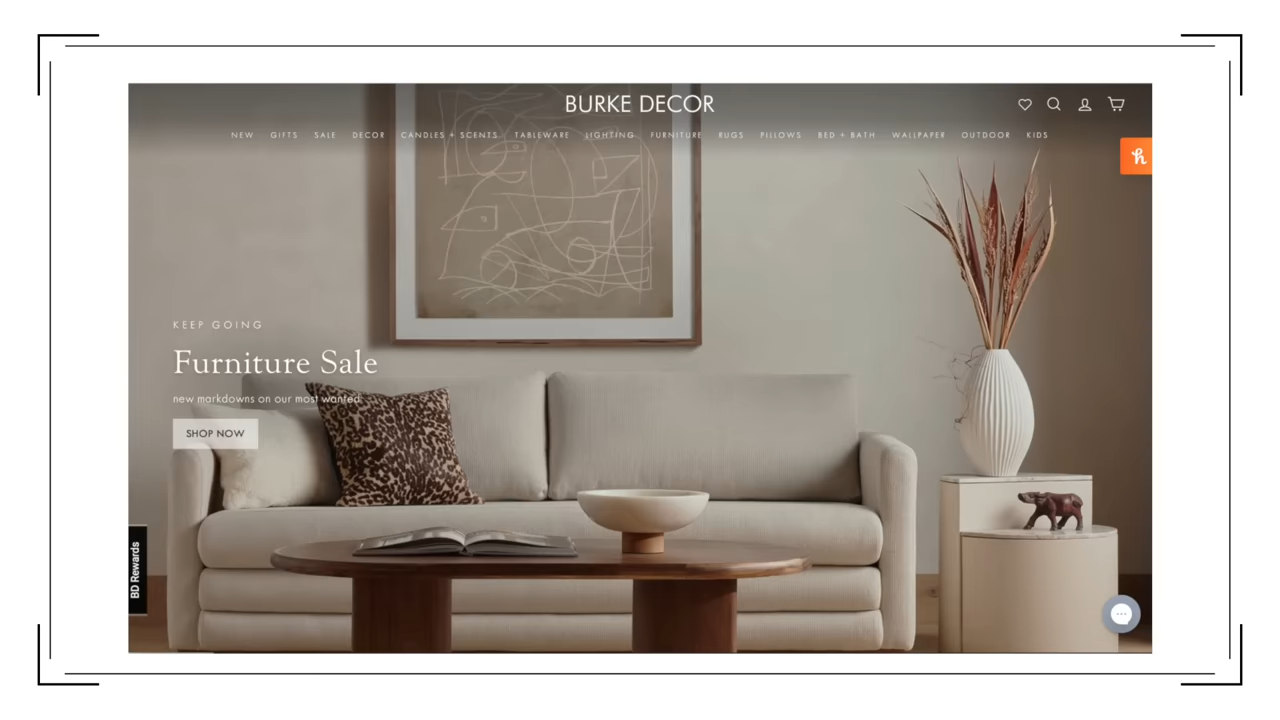 BURKE DECOR
NEW GIFTS SALE DECOR CANDLES + SCENTS TABLEWARE LIGHTING FURNITURE RUGS PILLOWS BED + BATH WALLPAPER OUTDOOR KIDS
h
KEEP GOING
Furniture Sale
new markdowns on our most wanted
SHOP NOW
BD Rewards